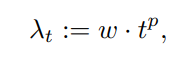 λ_t := w · t^p,